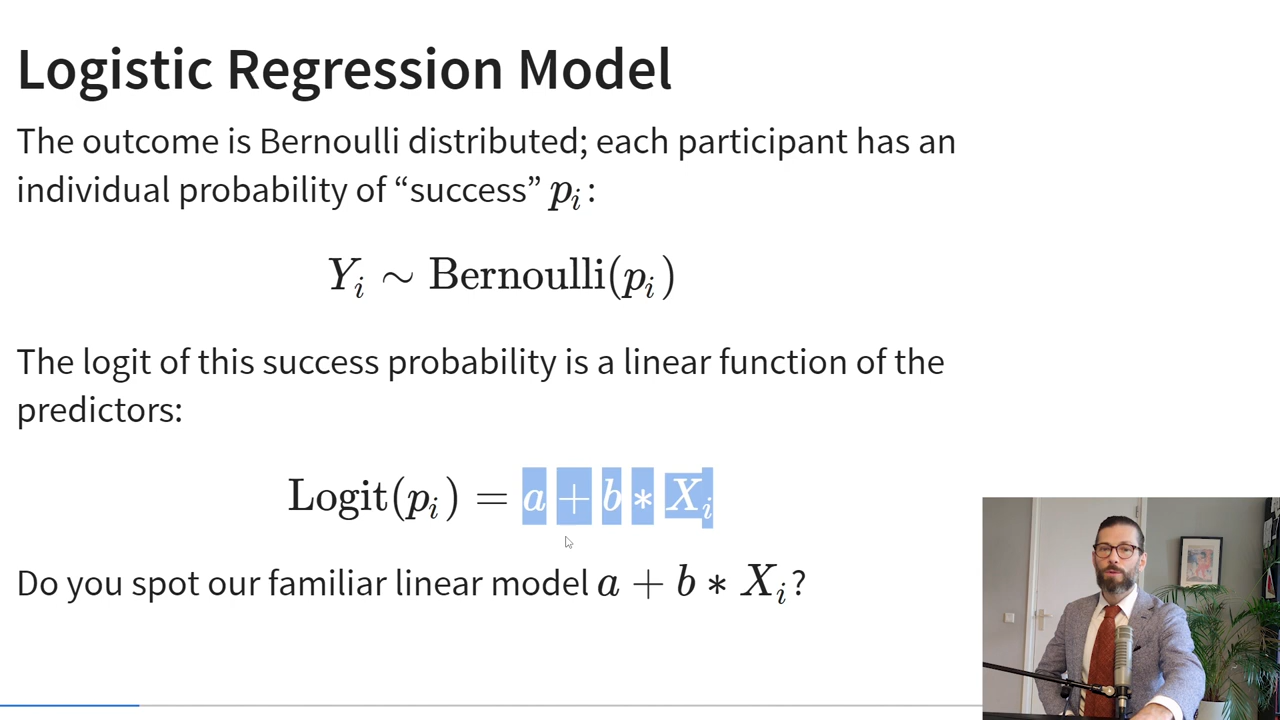 Logistic Regression Model
The outcome is Bernoulli distributed; each participant has an
individual probability of “success” pᵢ:
Yᵢ ∼ Bernoulli(pᵢ)
The logit of this success probability is a linear function of the
predictors:
Logit(pᵢ) = a + b ∗ Xᵢ
Do you spot our familiar linear model a + b ∗ Xᵢ?